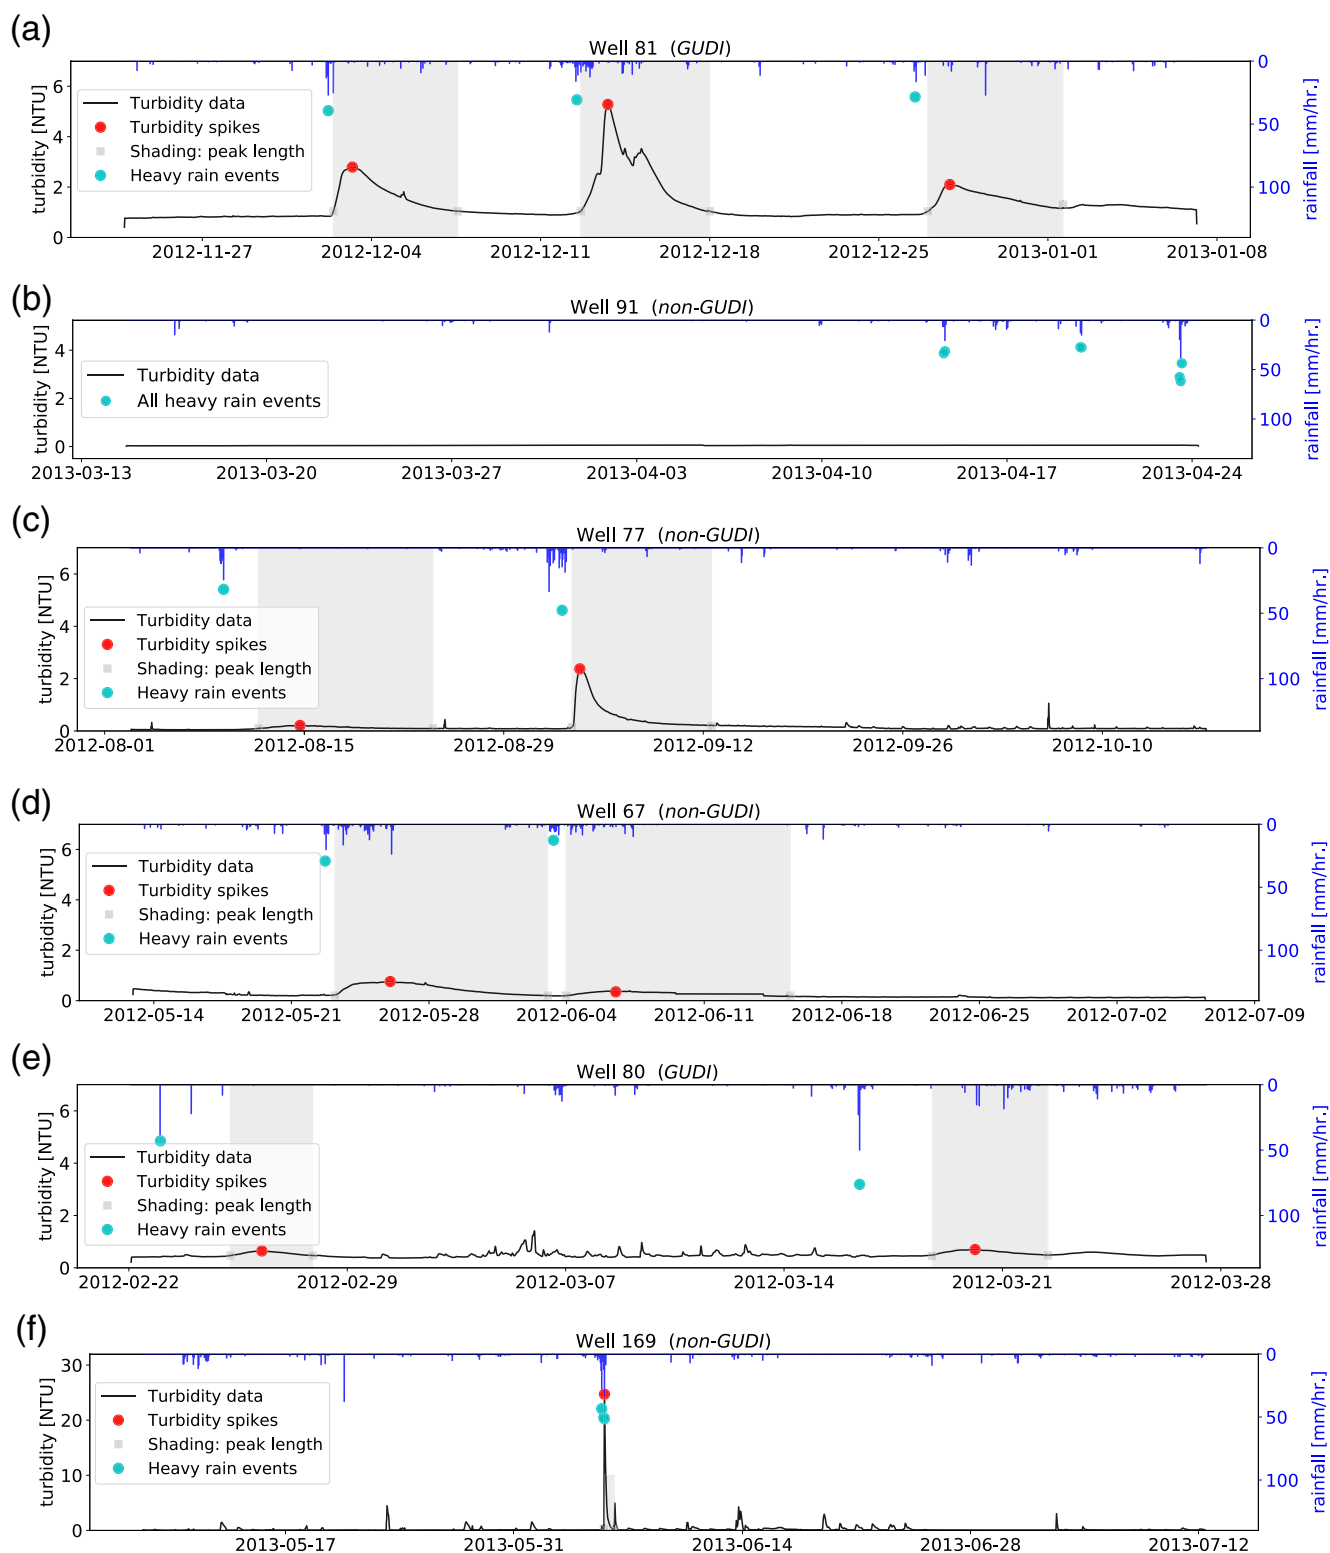 (a)
Well 81 (GUDI)
turbidity [NTU]
6
4
2
0
Turbidity data
Turbidity spikes
Shading: peak length
Heavy rain events
0
50
100
rainfall [mm/hr.]
2012-11-27 2012-12-04 2012-12-11 2012-12-18 2012-12-25 2013-01-01 2013-01-08
(b)
Well 91 (non-GUDI)
turbidity [NTU]
4
2
0
Turbidity data
All heavy rain events
0
50
100
rainfall [mm/hr.]
2013-03-13 2013-03-20 2013-03-27 2013-04-03 2013-04-10 2013-04-17 2013-04-24
(c)
Well 77 (non-GUDI)
turbidity [NTU]
6
4
2
0
Turbidity data
Turbidity spikes
Shading: peak length
Heavy rain events
0
50
100
rainfall [mm/hr.]
2012-08-01 2012-08-15 2012-08-29 2012-09-12 2012-09-26 2012-10-10
(d)
Well 67 (non-GUDI)
turbidity [NTU]
6
4
2
0
Turbidity data
Turbidity spikes
Shading: peak length
Heavy rain events
0
50
100
rainfall [mm/hr.]
2012-05-14 2012-05-21 2012-05-28 2012-06-04 2012-06-11 2012-06-18 2012-06-25 2012-07-02 2012-07-09
(e)
Well 80 (GUDI)
turbidity [NTU]
6
4
2
0
Turbidity data
Turbidity spikes
Shading: peak length
Heavy rain events
0
50
100
rainfall [mm/hr.]
2012-02-22 2012-02-29 2012-03-07 2012-03-14 2012-03-21 2012-03-28
(f)
Well 169 (non-GUDI)
turbidity [NTU]
30
20
10
0
Turbidity data
Turbidity spikes
Shading: peak length
Heavy rain events
0
50
100
rainfall [mm/hr.]
2013-05-17 2013-05-31 2013-06-14 2013-06-28 2013-07-12